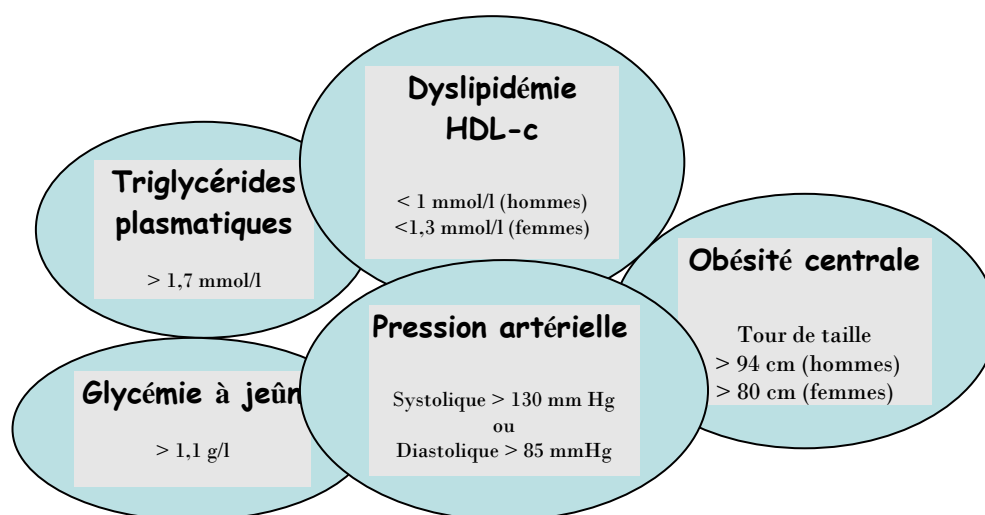 Dyslipidémie
HDL-c
< 1 mmol/l (hommes)
<1,3 mmol/l (femmes)
Triglycérides
plasmatiques
> 1,7 mmol/l
Obésité centrale
Tour de taille
> 94 cm (hommes)
> 80 cm (femmes)
Pression artérielle
Systolique > 130 mm Hg
ou
Diastolique > 85 mmHg
Glycémie à jeûn
> 1,1 g/l